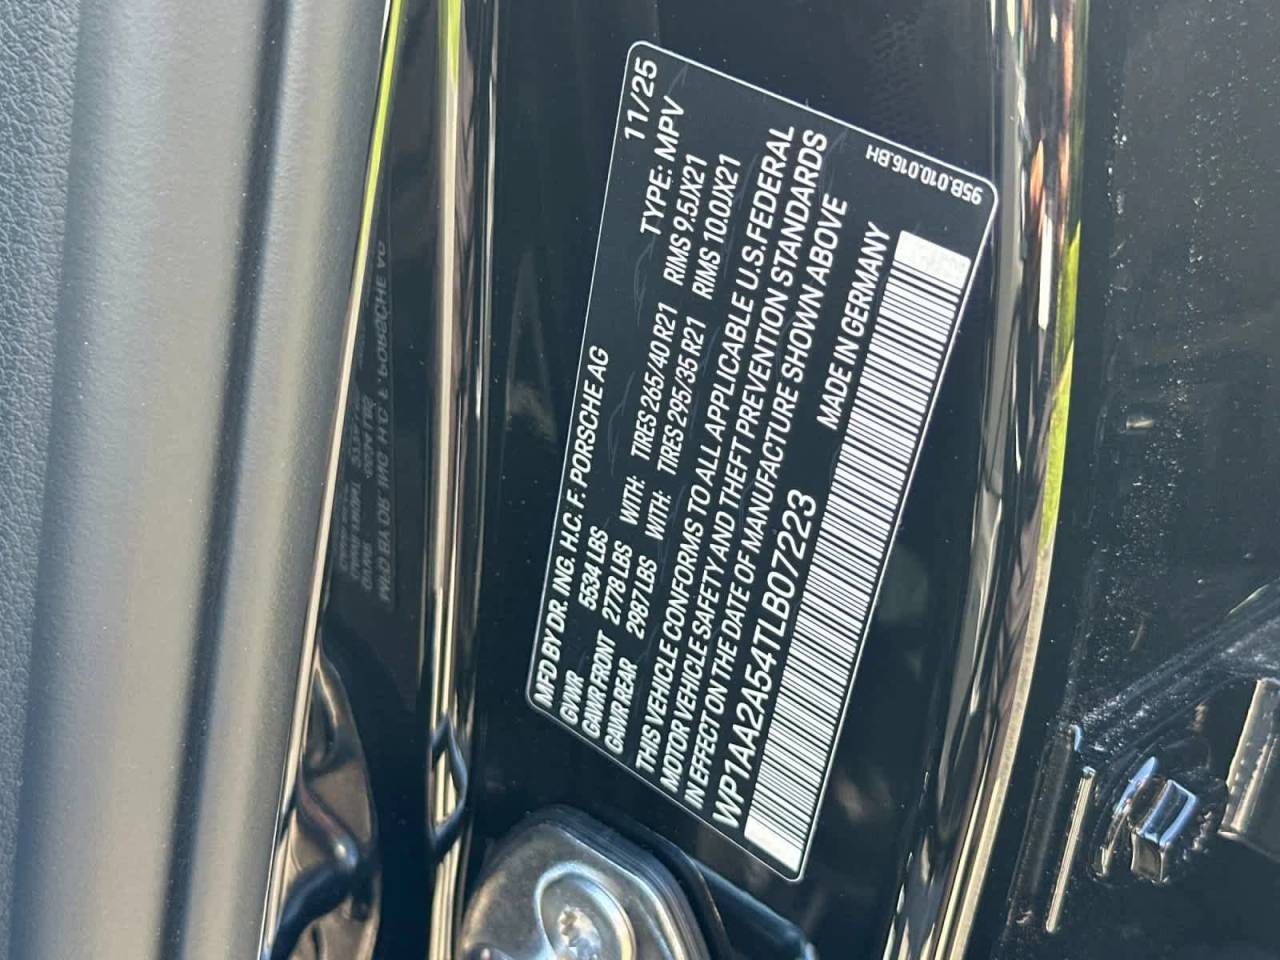 MFD BY DR. ING. H.C. F. PORSCHE AG 11/25
GVWR 5534 LBS TYPE: MPV
GAWR FRONT 2778 LBS WITH: TIRES 265/40 R21 RIMS 9.5JX21
GAWR REAR 2987 LBS WITH: TIRES 295/35 R21 RIMS 10.0JX21
THIS VEHICLE CONFORMS TO ALL APPLICABLE U.S. FEDERAL
MOTOR VEHICLE SAFETY AND THEFT PREVENTION STANDARDS
IN EFFECT ON THE DATE OF MANUFACTURE SHOWN ABOVE
WP1AA2A54TLB07223 MADE IN GERMANY
95B.010.016.BH